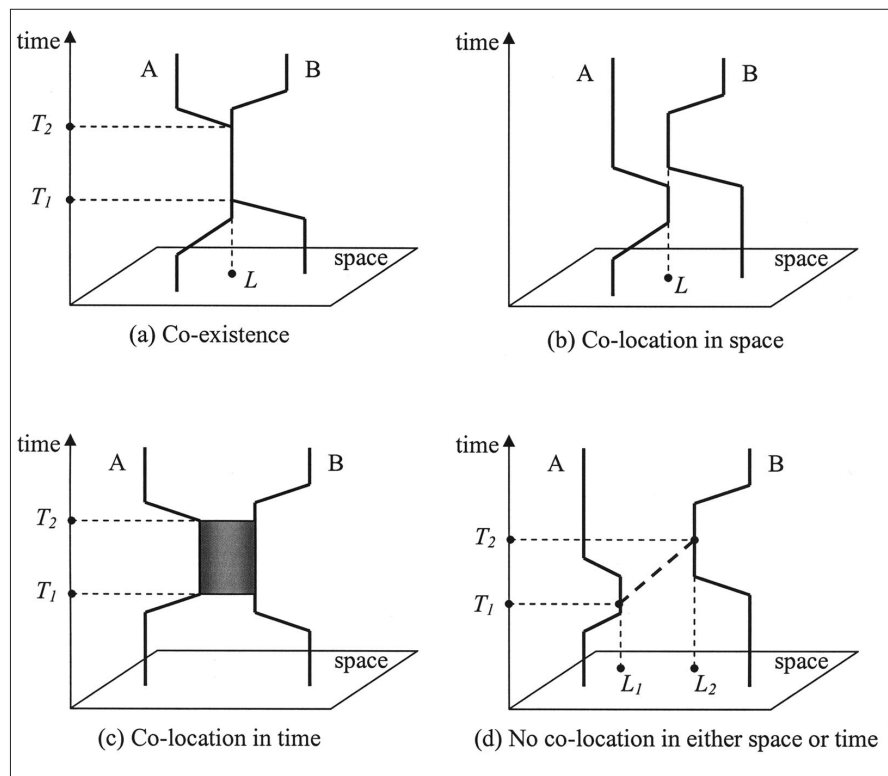 time
A
B
T2
T1
space
L
(a) Co-existence
time
A
B
space
L
(b) Co-location in space
time
A
B
T2
T1
space
(c) Co-location in time
time
A
B
T2
T1
space
L1
L2
(d) No co-location in either space or time